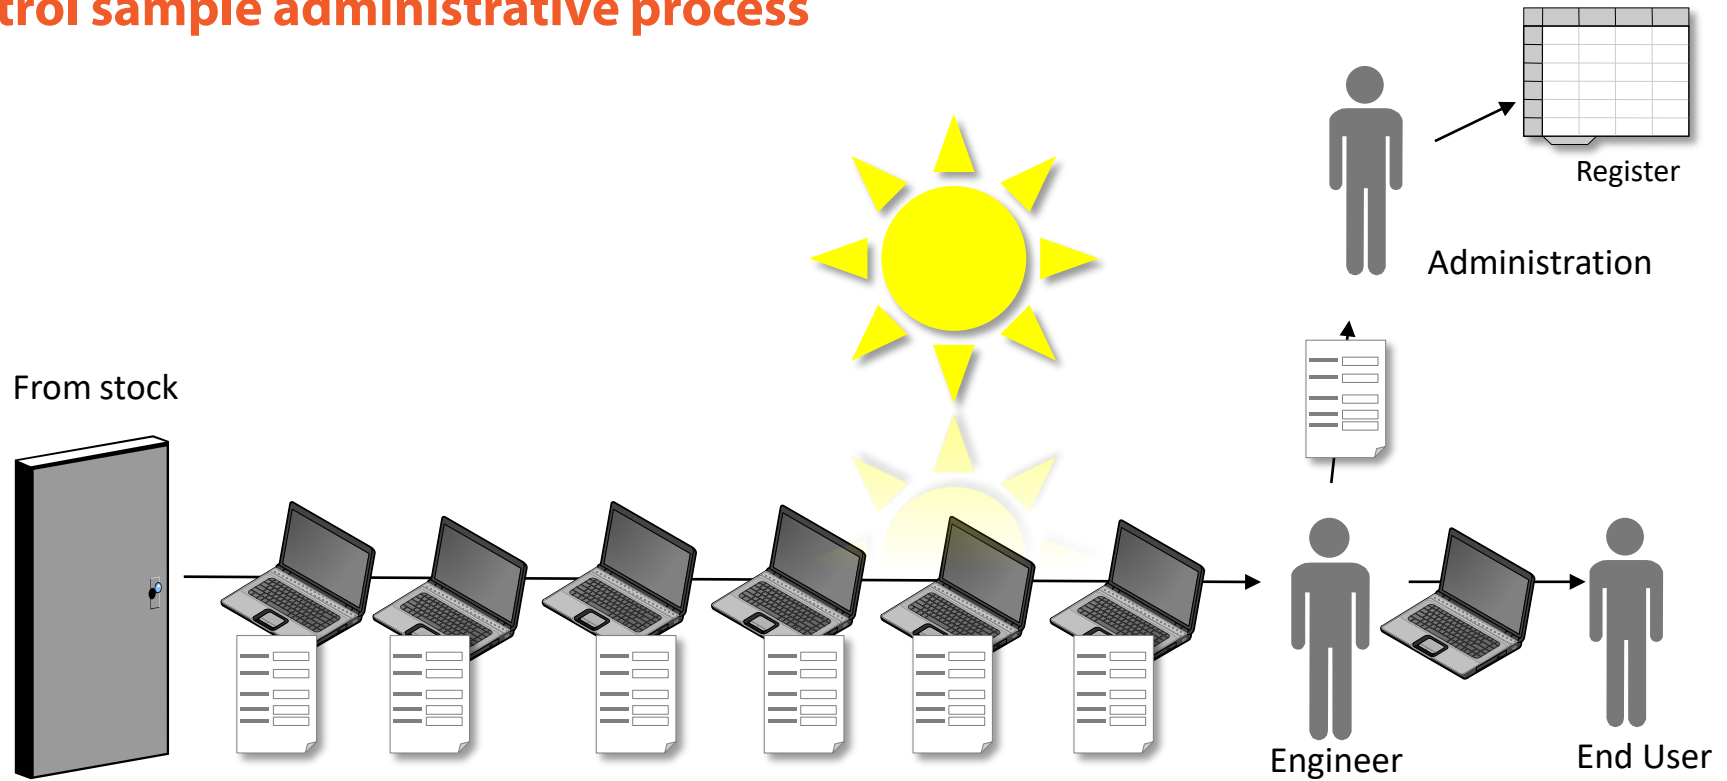 trol sample administrative process
Register
Administration
From stock
Engineer
End User